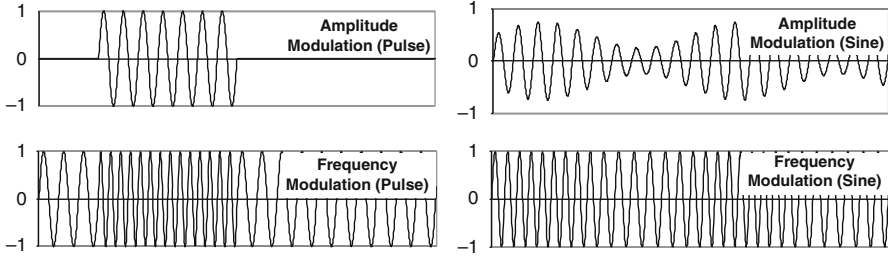 1
0
−1
Amplitude
Modulation (Pulse)
1
0
−1
Amplitude
Modulation (Sine)
1
0
−1
Frequency
Modulation (Pulse)
1
0
−1
Frequency
Modulation (Sine)